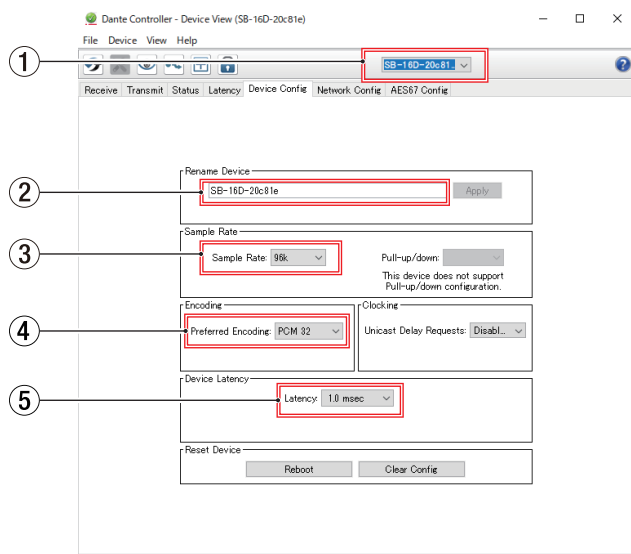 Dante Controller - Device View (SB-16D-20c81e)
File Device View Help
1
SB-16D-20c81..
?
Receive Transmit Status Latency Device Config Network Config AES67 Config
Rename Device
2
SB-16D-20c81e
Apply
Sample Rate
3
Sample Rate: 96k
Pull-up/down:
This device does not support
Pull-up/down configuration.
Encoding
Clocking
4
Preferred Encoding: PCM 32
Unicast Delay Requests: Disabl...
Device Latency
5
Latency: 1.0 msec
Reset Device
Reboot
Clear Config